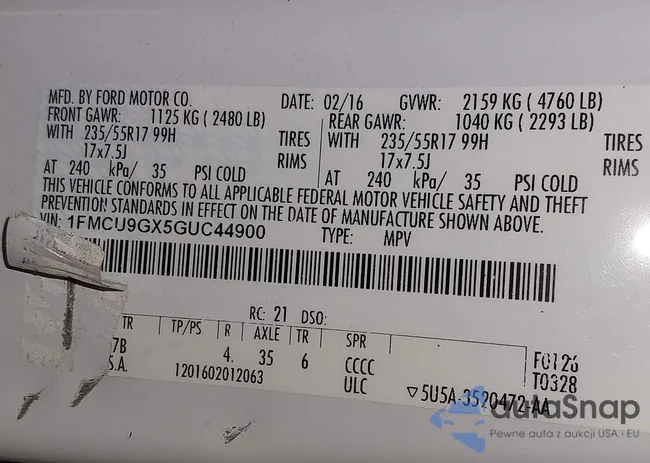 MFD. BY FORD MOTOR CO. DATE: 02/16 GVWR: 2159 KG ( 4760 LB)
FRONT GAWR: 1125 KG ( 2480 LB) REAR GAWR: 1040 KG ( 2293 LB)
WITH 235/55R17 99H TIRES WITH 235/55R17 99H TIRES
17x7.5J RIMS 17x7.5J RIMS
AT 240 kPa/ 35 PSI COLD AT 240 kPa/ 35 PSI COLD
THIS VEHICLE CONFORMS TO ALL APPLICABLE FEDERAL MOTOR VEHICLE SAFETY AND THEFT
PREVENTION STANDARDS IN EFFECT ON THE DATE OF MANUFACTURE SHOWN ABOVE.
VIN: 1FMCU9GX5GUC44900 TYPE: MPV
RC: 21 DSO:
TR TP/PS R AXLE TR SPR
7B 4. 35 6 CCCC F0126
S.A. 1201602012063 ULC T0328
▽5U5A-3520472-AA
autaSnap
Pewne auta z aukcji USA i EU